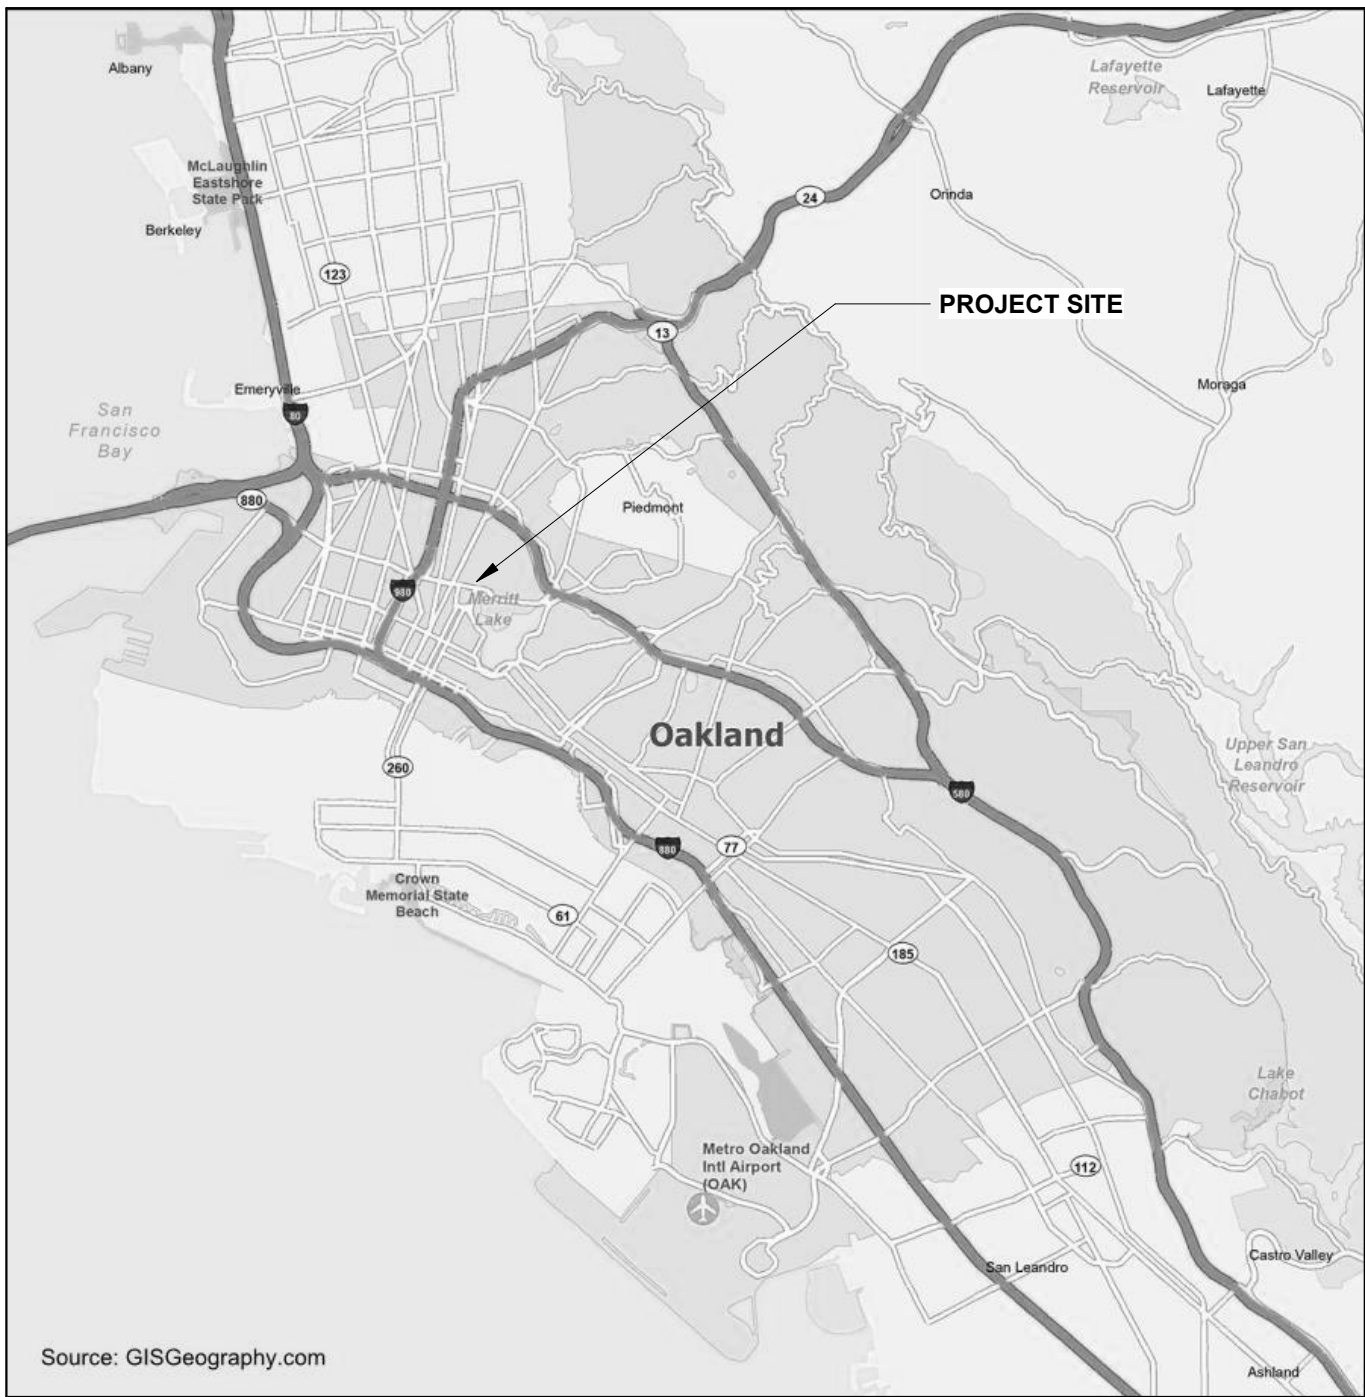 Albany
Lafayette
Reservoir
Lafayette
McLaughlin
Eastshore
State Park
24
Orinda
Berkeley
123
PROJECT SITE
13
Emeryville
Moraga
80
San
Francisco
Bay
880
Piedmont
980
Merritt
Lake
Oakland
260
Upper San
Leandro
Reservoir
580
880
77
Crown
Memorial State
Beach
61
185
Lake
Chabot
Metro Oakland
Intl Airport
(OAK)
112
Castro Valley
San Leandro
Source: GISGeography.com
Ashland